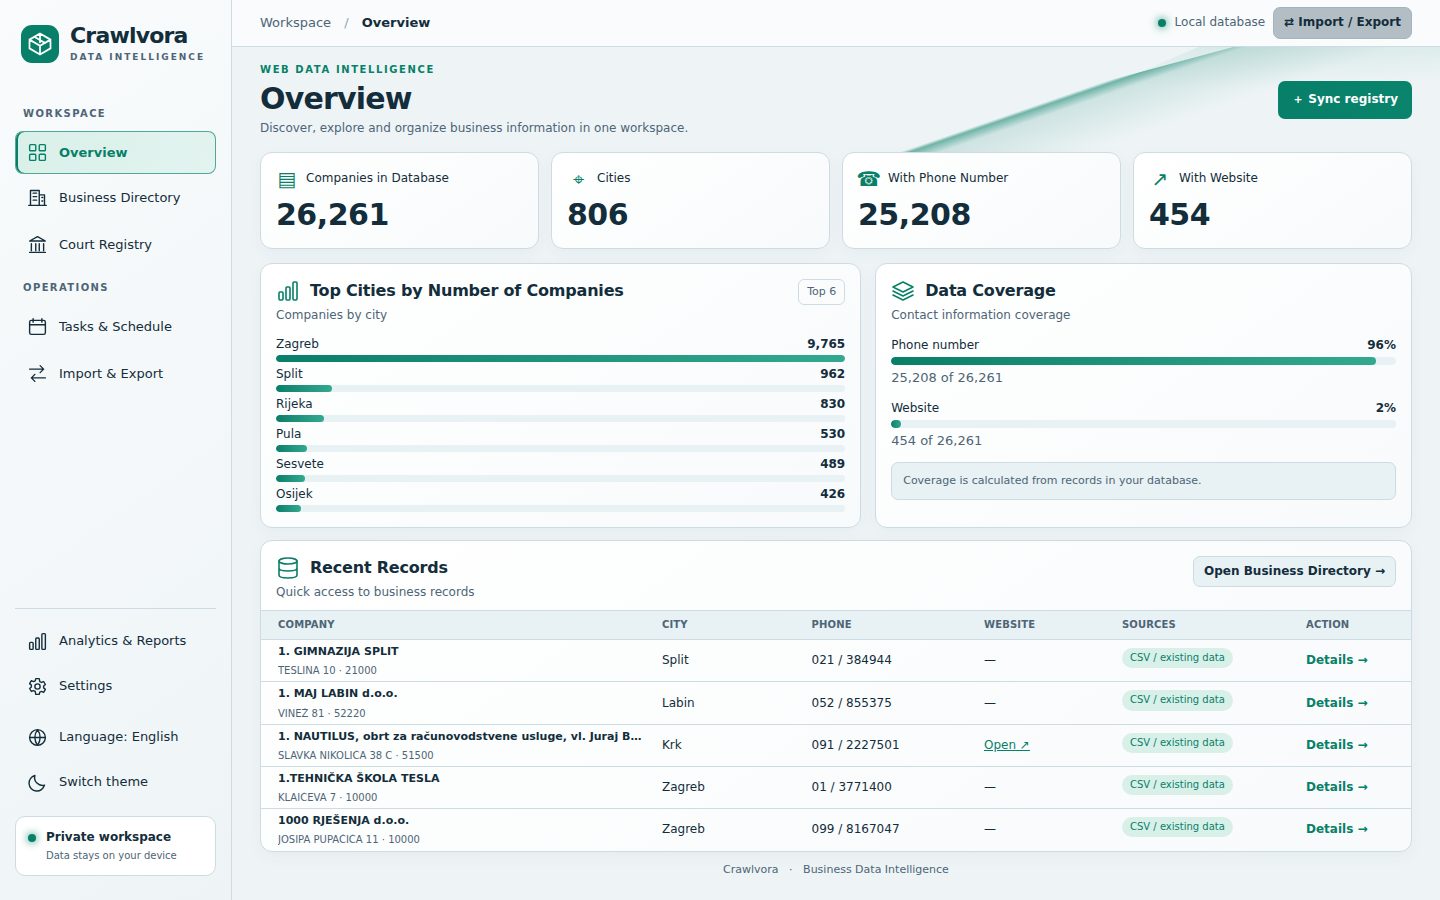 Crawlvora
DATA INTELLIGENCE
WORKSPACE
Overview
Business Directory
Court Registry
OPERATIONS
Tasks & Schedule
Import & Export
Analytics & Reports
Settings
Language: English
Switch theme
Private workspace
Data stays on your device
Workspace / Overview
Local database
⇄ Import / Export
WEB DATA INTELLIGENCE
Overview
Discover, explore and organize business information in one workspace.
+ Sync registry
Companies in Database
26,261
Cities
806
With Phone Number
25,208
With Website
454
Top Cities by Number of Companies
Top 6
Companies by city
Zagreb 9,765
Split 962
Rijeka 830
Pula 530
Sesvete 489
Osijek 426
Data Coverage
Contact information coverage
Phone number 96%
25,208 of 26,261
Website 2%
454 of 26,261
Coverage is calculated from records in your database.
Recent Records
Quick access to business records
Open Business Directory →
COMPANY CITY PHONE WEBSITE SOURCES ACTION
1. GIMNAZIJA SPLIT
TESLINA 10 · 21000
Split 021 / 384944 — CSV / existing data Details →
1. MAJ LABIN d.o.o.
VINEŽ 81 · 52220
Labin 052 / 855375 — CSV / existing data Details →
1. NAUTILUS, obrt za računovodstvene usluge, vl. Juraj B…
SLAVKA NIKOLIĆA 38 C · 51500
Krk 091 / 2227501 Open ↗ CSV / existing data Details →
1.TEHNIČKA ŠKOLA TESLA
KLAIĆEVA 7 · 10000
Zagreb 01 / 3771400 — CSV / existing data Details →
1000 RJEŠENJA d.o.o.
JOSIPA PUPAČIĆA 11 · 10000
Zagreb 099 / 8167047 — CSV / existing data Details →
Crawlvora · Business Data Intelligence